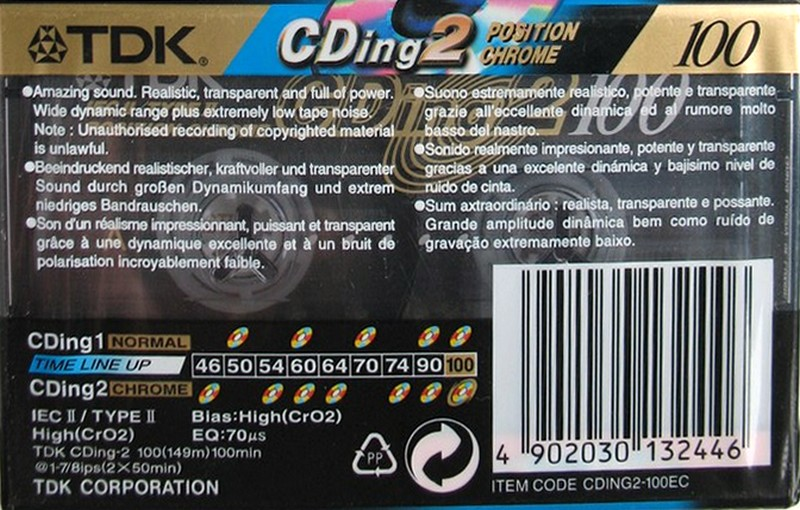 TDK®
CDing2 POSITION CHROME 100
●Amazing sound. Realistic, transparent and full of power.
Wide dynamic range plus extremely low tape noise.
Note : Unauthorised recording of copyrighted material
is unlawful.
●Beeindruckend realistischer, kraftvoller und transparenter
Sound durch großen Dynamikumfang und extrem
niedriges Bandrauschen.
●Son d'un réalisme impressionnant, puissant et transparent
grâce à une dynamique excellente et à un bruit de
polarisation incroyablement faible.
●Suono estremamente realistico, potente e transparente
grazie all'eccellente dinamica ed al rumore molto
basso del nastro.
●Sonido realmente impresionante, potente y transparente
gracias a una excelente dinámica y bajisimo nivel de
ruido de cinta.
●Sum axtraordinário : realista, transparente e possante.
Grande amplitude dinâmica bem como ruído de
gravação extremamente baixo.
CDing1 NORMAL
TIME LINE UP 46 50 54 60 64 70 74 90 100
CDing2 CHROME
IEC II / TYPE II Bias:High(CrO2)
High(CrO2) EQ:70μs
TDK CDing-2 100(149m)100min
@1-7/8ips(2×50min)
TDK CORPORATION
PP
4 902030 132446
ITEM CODE CDING2-100EC